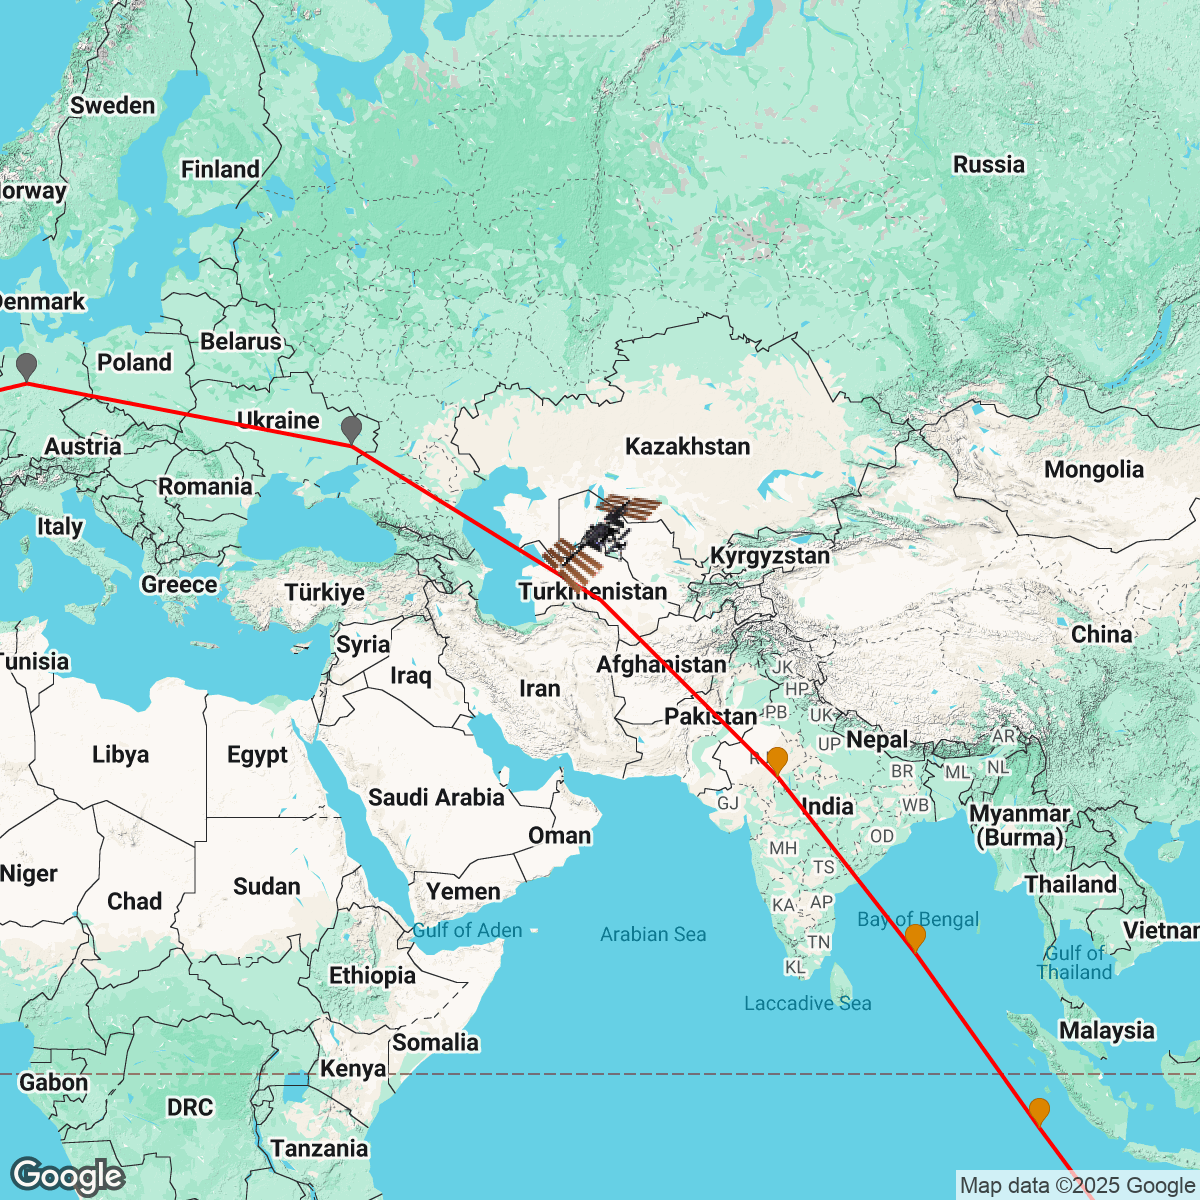 Sweden
Finland
Russia
Norway
Denmark
Belarus
Poland
Ukraine
Kazakhstan
Austria
Mongolia
Romania
Italy
Kyrgyzstan
Greece
Türkiye
Turkmenistan
China
Syria
Tunisia
Afghanistan
JK
Iraq
Iran
HP
Pakistan
PB
UK
Nepal
AR
UP
Libya
Egypt
BR
ML
NL
Saudi Arabia
GJ
India
WB
Myanmar
(Burma)
Oman
OD
MH
TS
Niger
Sudan
Yemen
Thailand
Chad
KA
AP
Bay of Bengal
Gulf of Aden
Arabian Sea
Vietnam
TN
Gulf of
Thailand
KL
Ethiopia
Laccadive Sea
Malaysia
Somalia
Kenya
Gabon
DRC
Tanzania
Google
Map data ©2025 Google